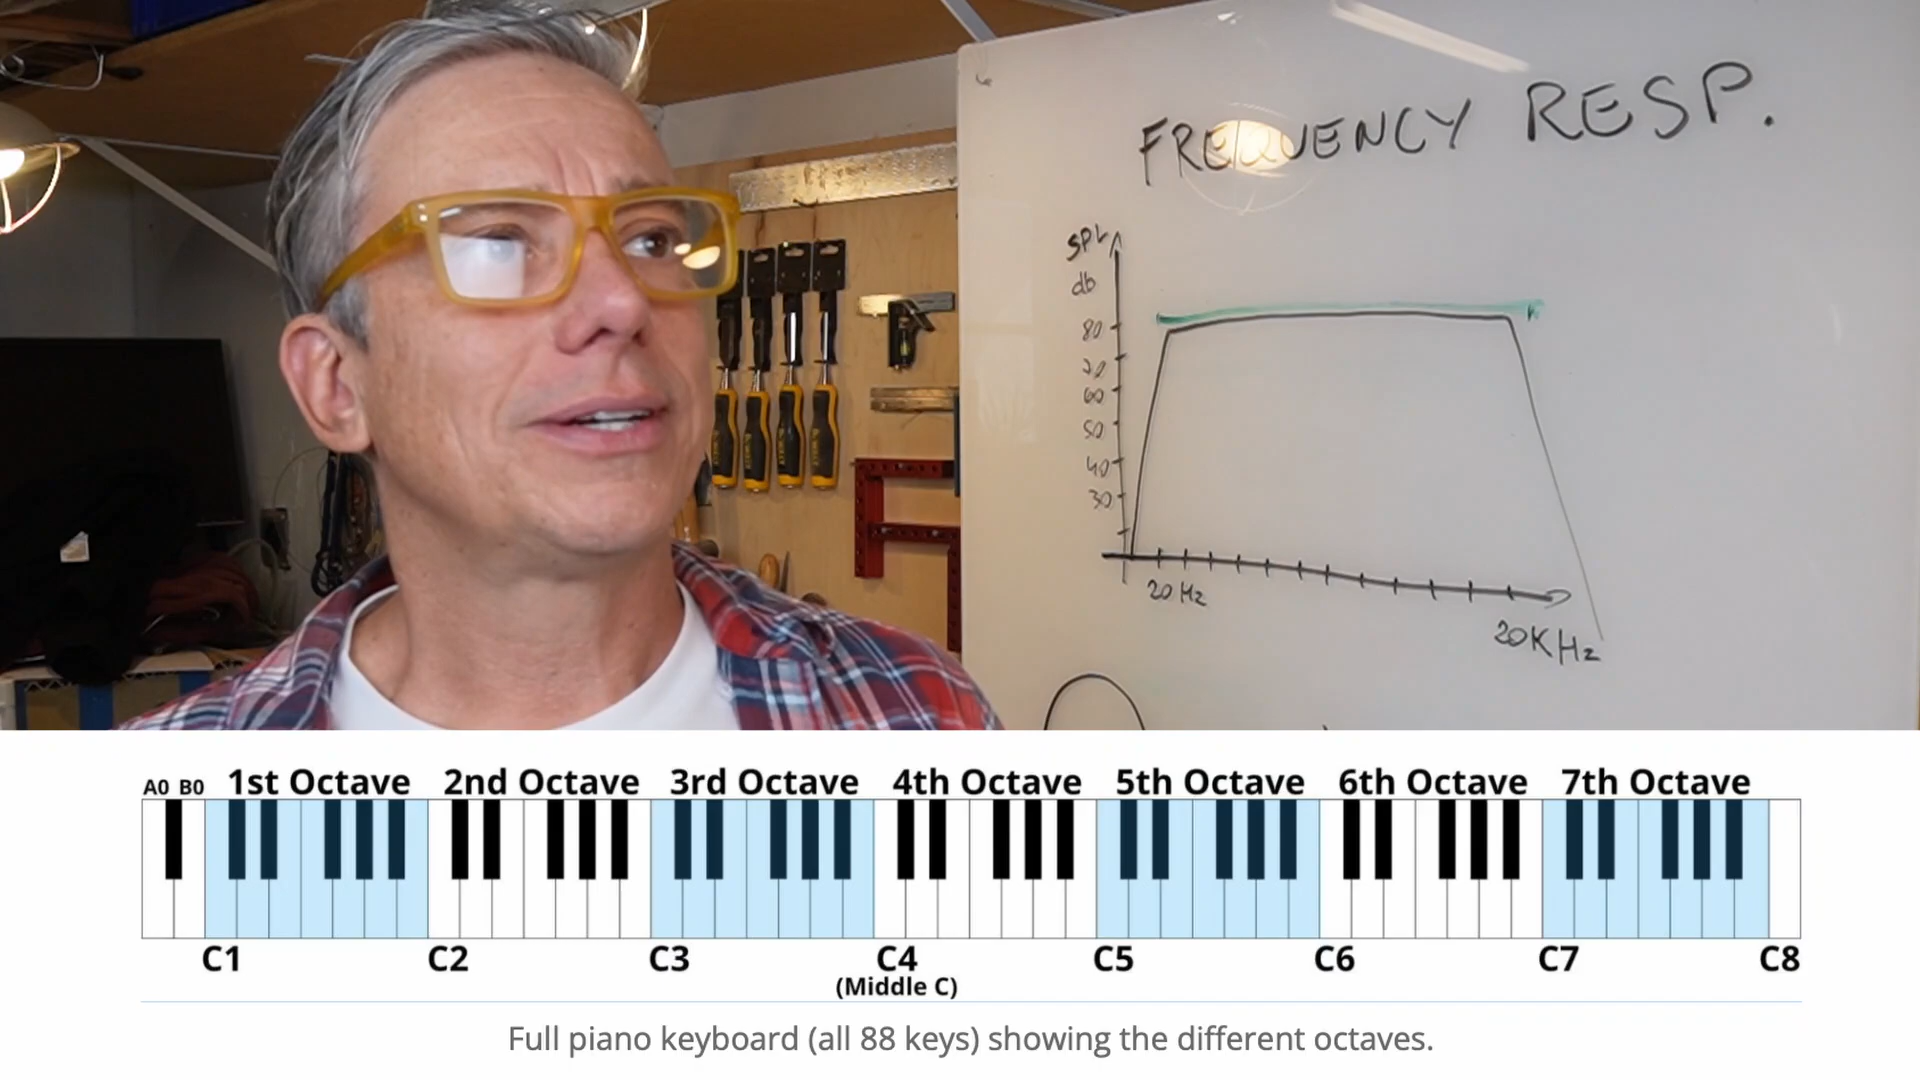 FREQUENCY RESP.
SPL
db
80
70
60
50
40
30
20 Hz
20K Hz
A0 B0 1st Octave 2nd Octave 3rd Octave 4th Octave 5th Octave 6th Octave 7th Octave
C1 C2 C3 C4 C5 C6 C7 C8
(Middle C)
Full piano keyboard (all 88 keys) showing the different octaves.